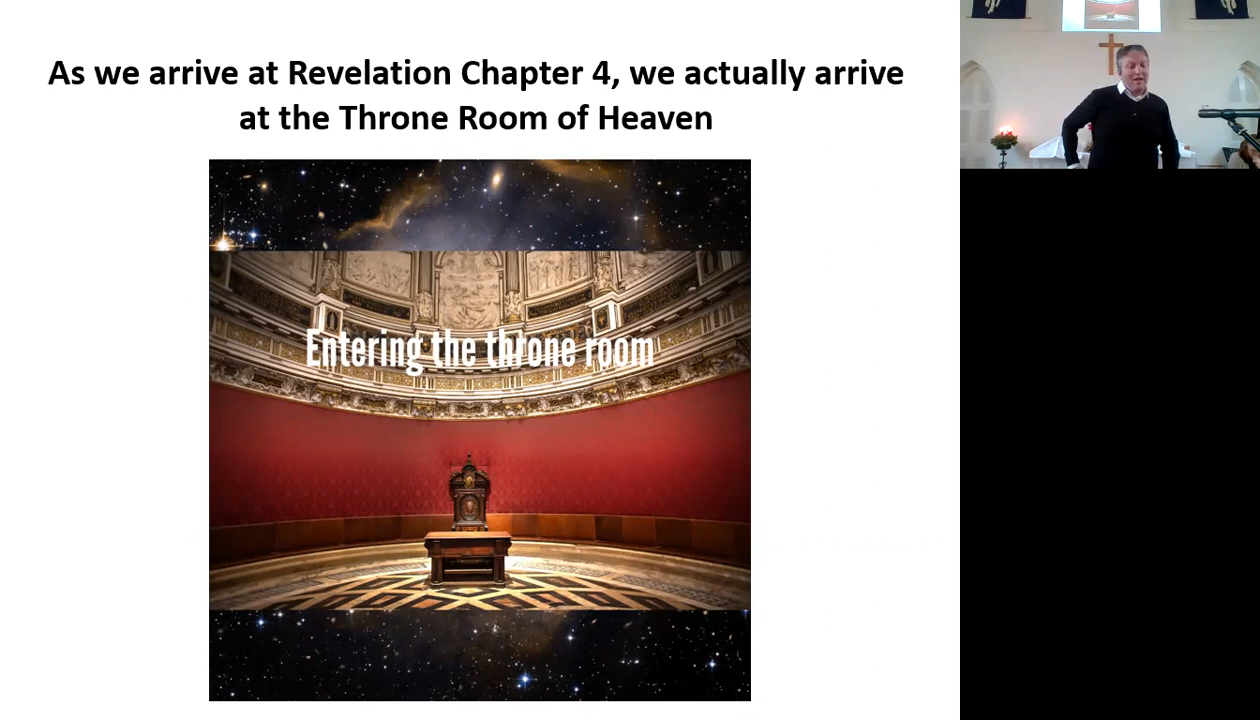 As we arrive at Revelation Chapter 4, we actually arrive
at the Throne Room of Heaven
Entering the throne room